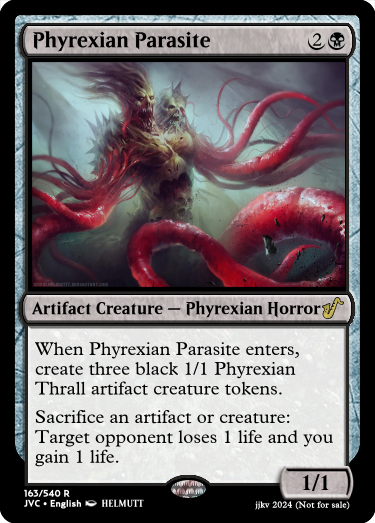 Phyrexian Parasite 2
Artifact Creature — Phyrexian Horror
When Phyrexian Parasite enters,
create three black 1/1 Phyrexian
Thrall artifact creature tokens.
Sacrifice an artifact or creature:
Target opponent loses 1 life and you
gain 1 life.
1/1
163/540 R
JVC • English HELMUTT
jjkv 2024 (Not for sale)